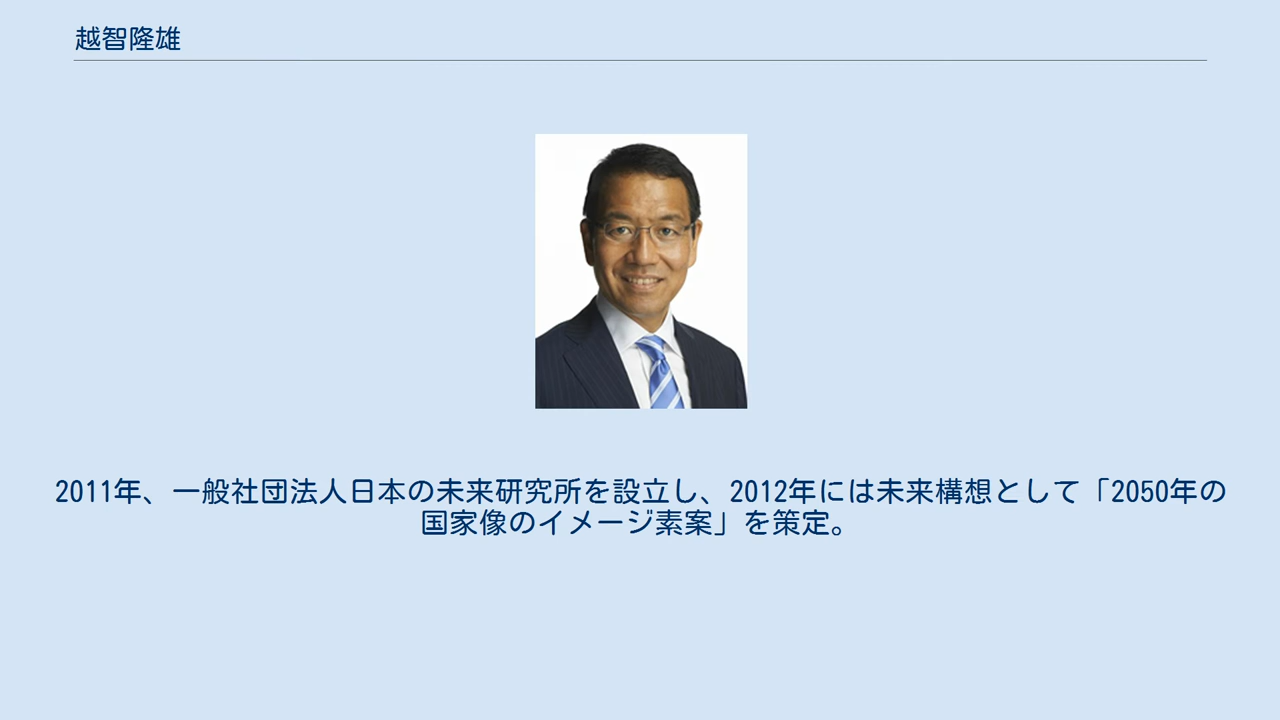 越智隆雄
2011年、一般社団法人日本の未来研究所を設立し、2012年には未来構想として「2050年の
国家像のイメージ素案」を策定。